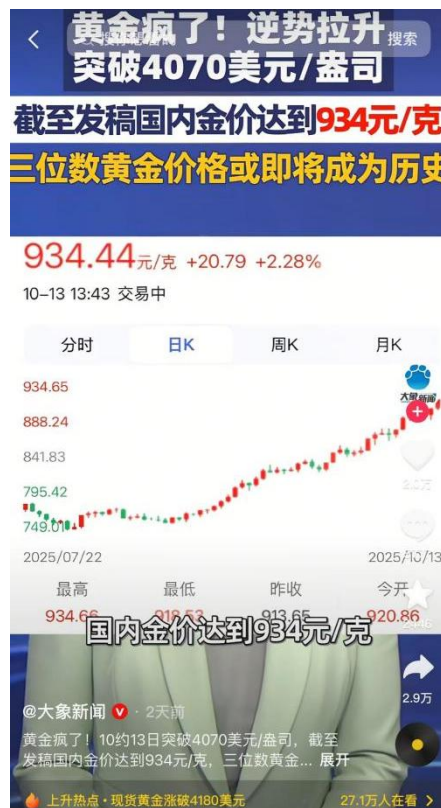 黄金疯了！逆势拉升
搜索
突破4070美元/盎司
截至发稿国内金价达到934元/克
三位数黄金价格或即将成为历史
934.44元/克 +20.79 +2.28%
10-13 13:43 交易中
分时 日K 周K 月K
934.65
888.24
841.83
795.42
749.01
大象新闻
2025/07/22 2025/10/13
最高 最低 昨收 今开
934.66 918.53 913.65 920.86
国内金价达到934元/克
2446
2.9万
@大象新闻 · 2天前
黄金疯了！10约13日突破4070美元/盎司，截至
发稿国内金价达到934元/克，三位数黄金... 展开
上升热点·现货黄金涨破4180美元 27.1万人在看